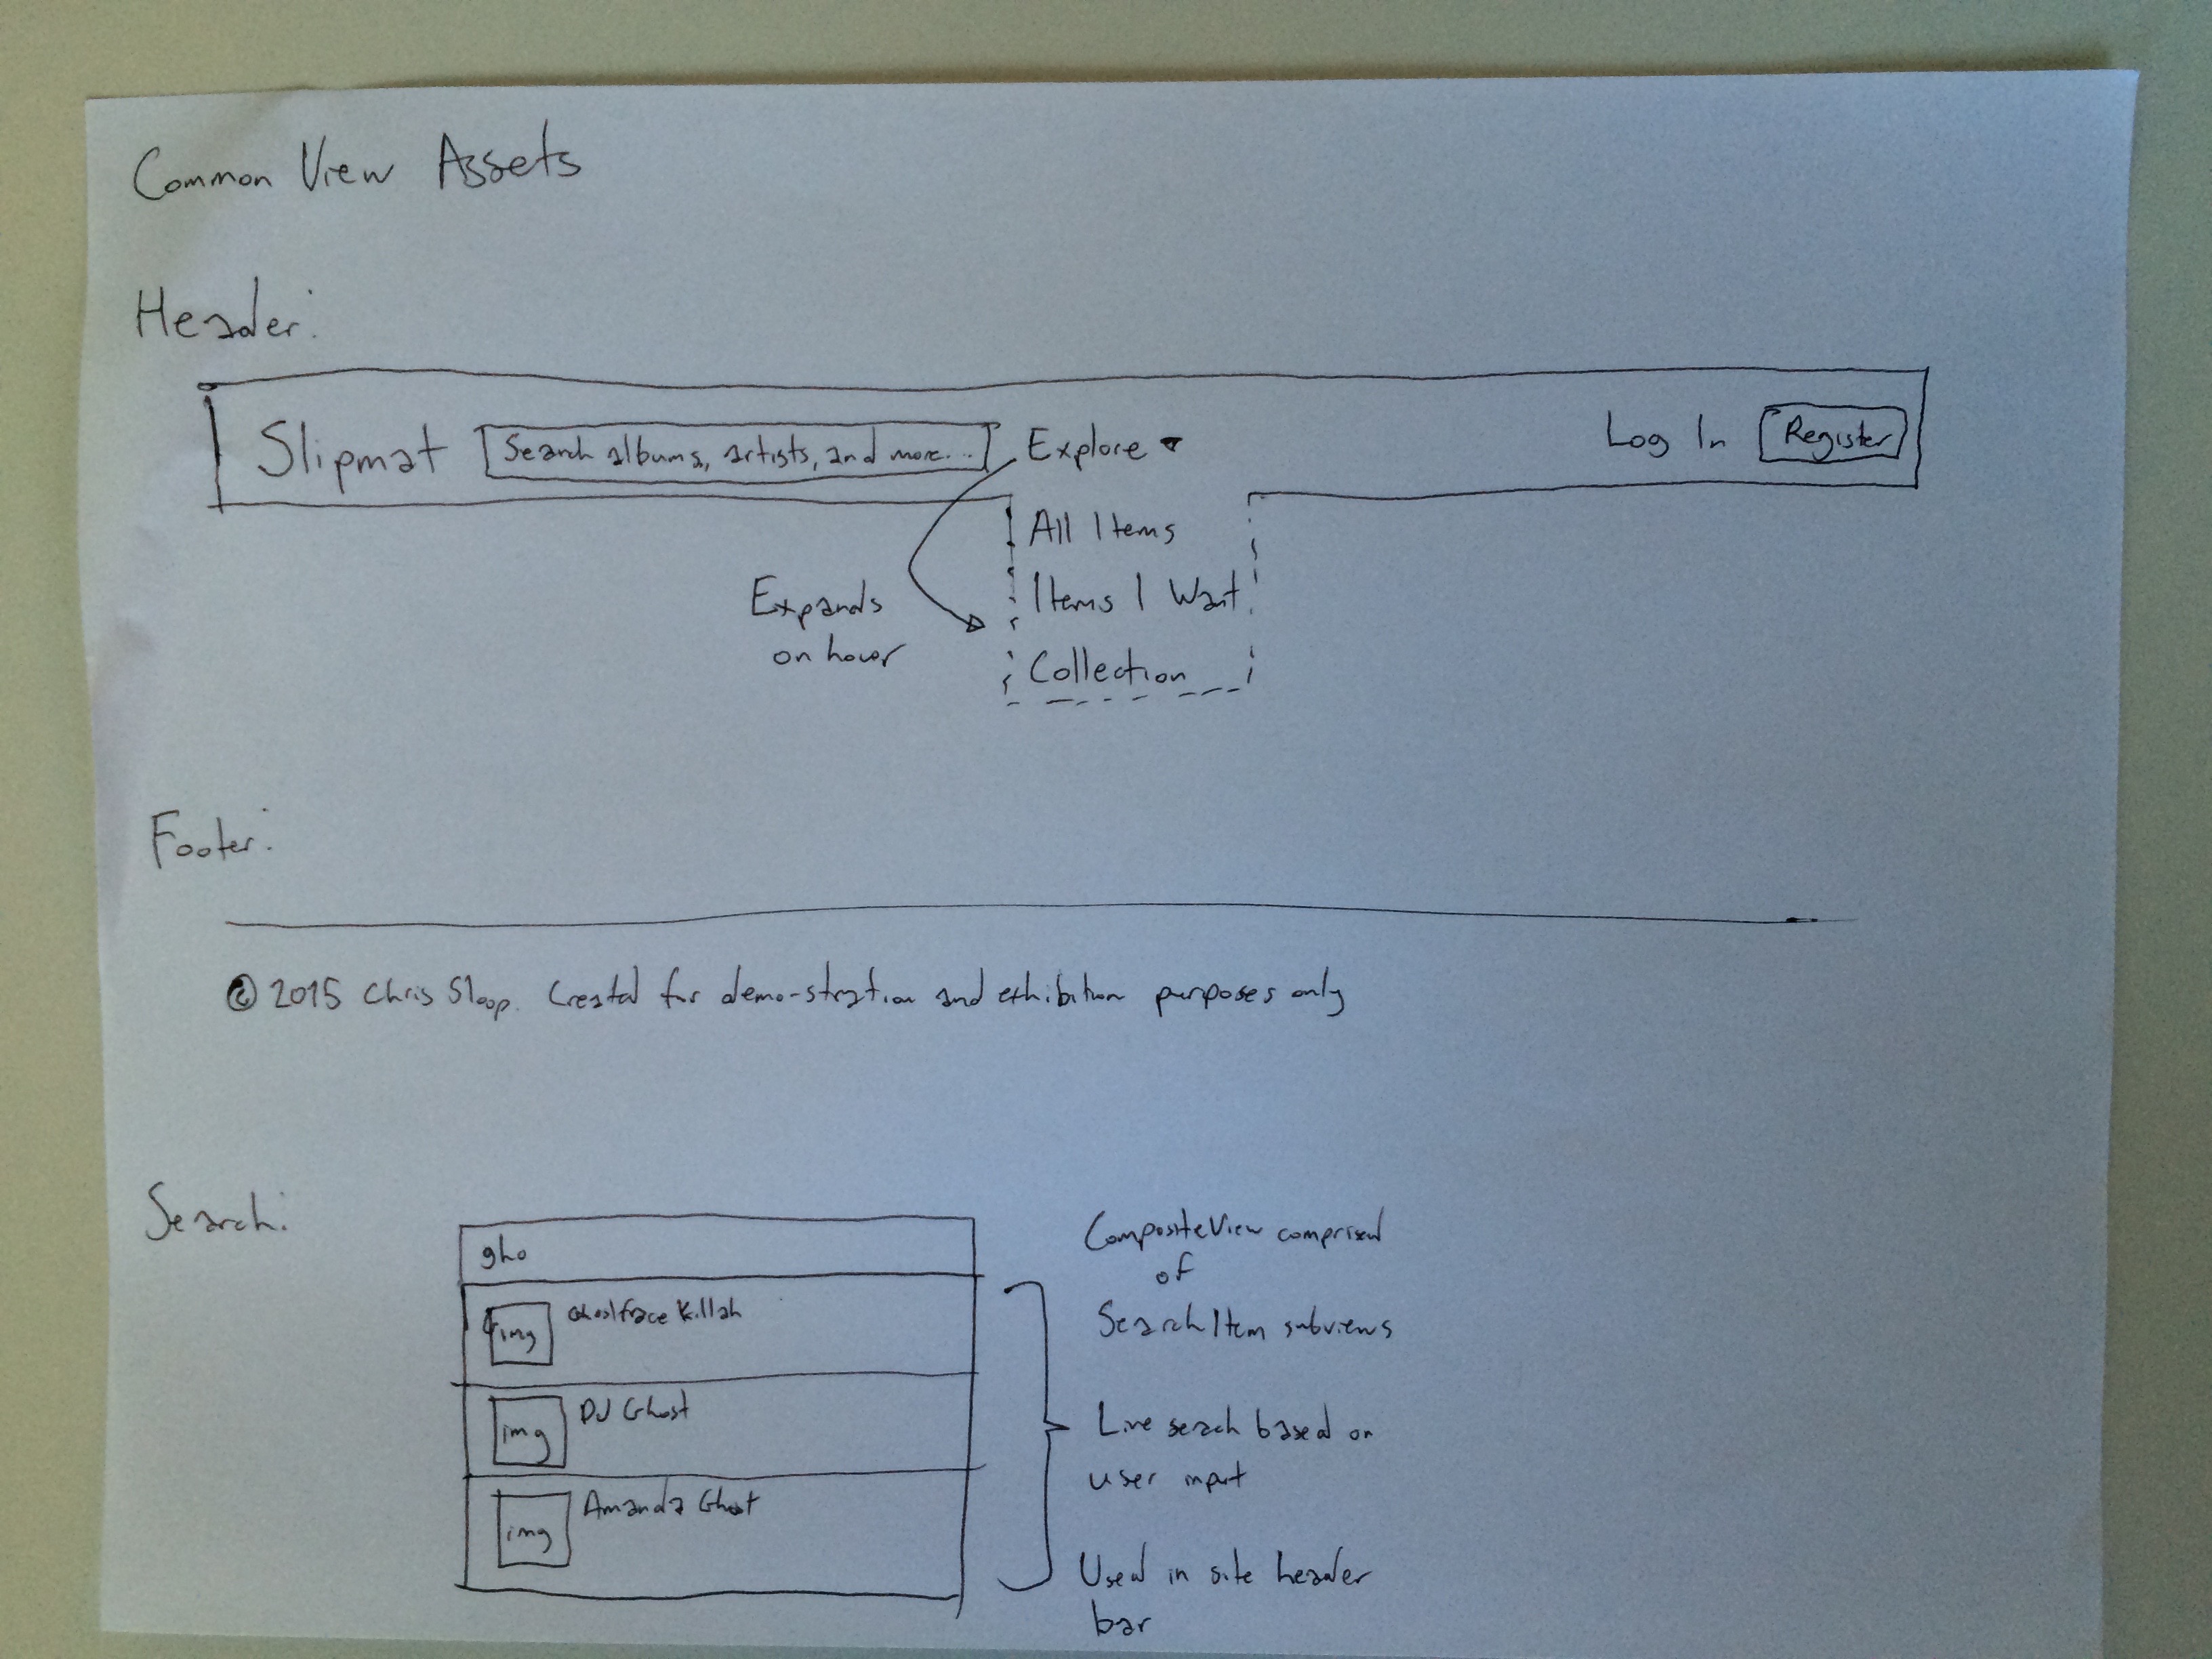 Common View Assets
Header:
Slipmat Search albums, artists, and more... Explore Log In Register
All Items
Items I Want
Collection
Expands
on hover
Footer:
© 2015 Chris Sloop. Created for demo-stration and exhibition purposes only
Search:
gho
img Ghostface Killah
img DJ Ghost
img Amanda Ghost
CompositeView comprised
of
SearchItem subviews
Live search based on
user input
Used in site header
bar